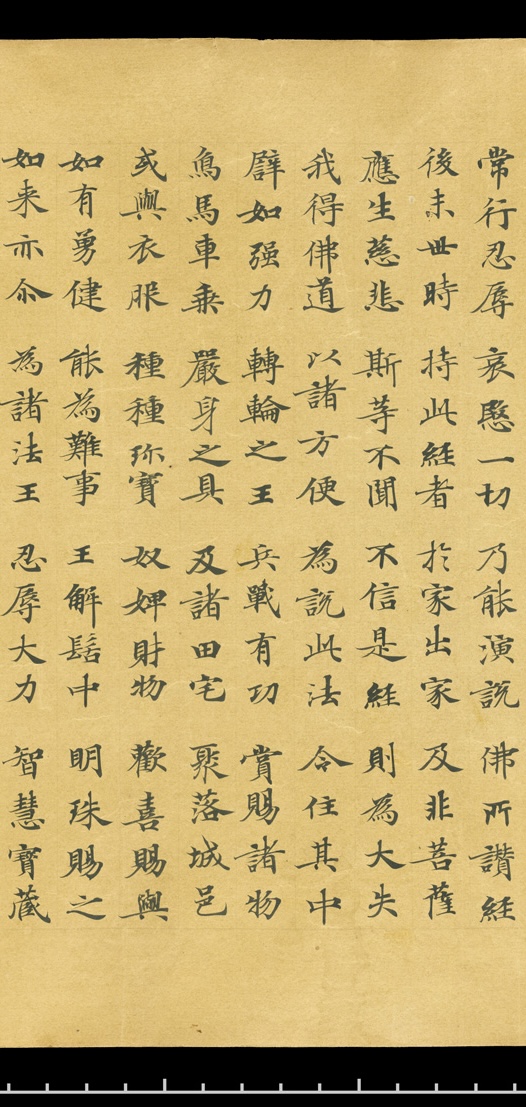 常行忍辱 哀愍一切 乃能演說 佛所讚經
後末世時 持此經者 於家出家 及非菩薩
應生慈悲 斯等不聞 不信是經 則為大失
我得佛道 以諸方便 為說此法 令住其中
譬如强力 轉輪之王 兵戰有功 賞賜諸物
鳥馬車乗 嚴身之具 及諸田宅 聚落城邑
或與衣服 種種珎寶 奴婢財物 歡喜賜與
如有勇健 能為難事 王解髻中 明珠賜之
如来亦尒 為諸法王 忍辱大力 智慧寶藏